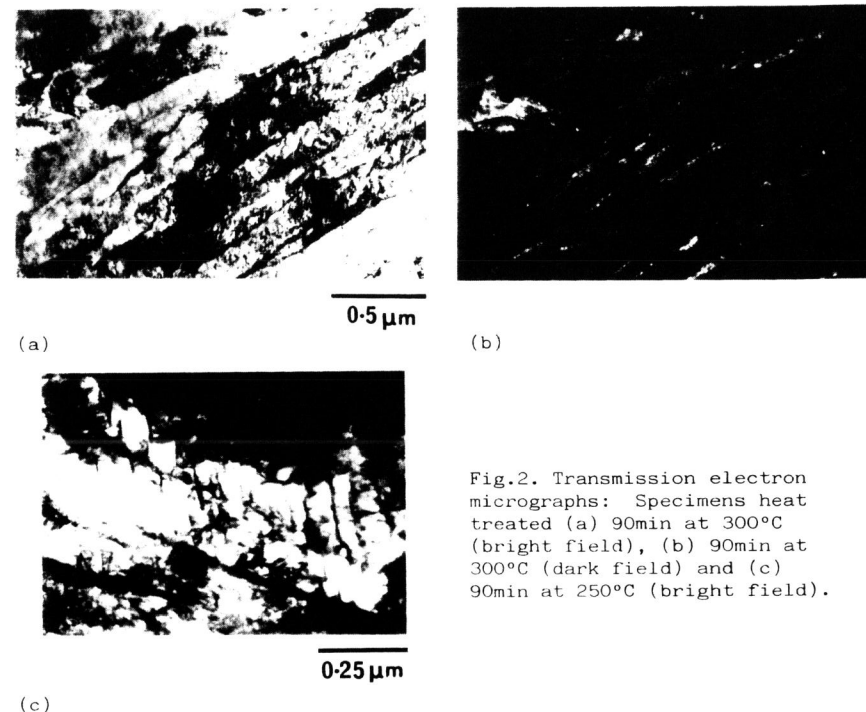 0·5 μm
(a)
(b)
Fig.2. Transmission electron
micrographs: Specimens heat
treated (a) 90min at 300°C
(bright field), (b) 90min at
300°C (dark field) and (c)
90min at 250°C (bright field).
0·25 μm
(c)